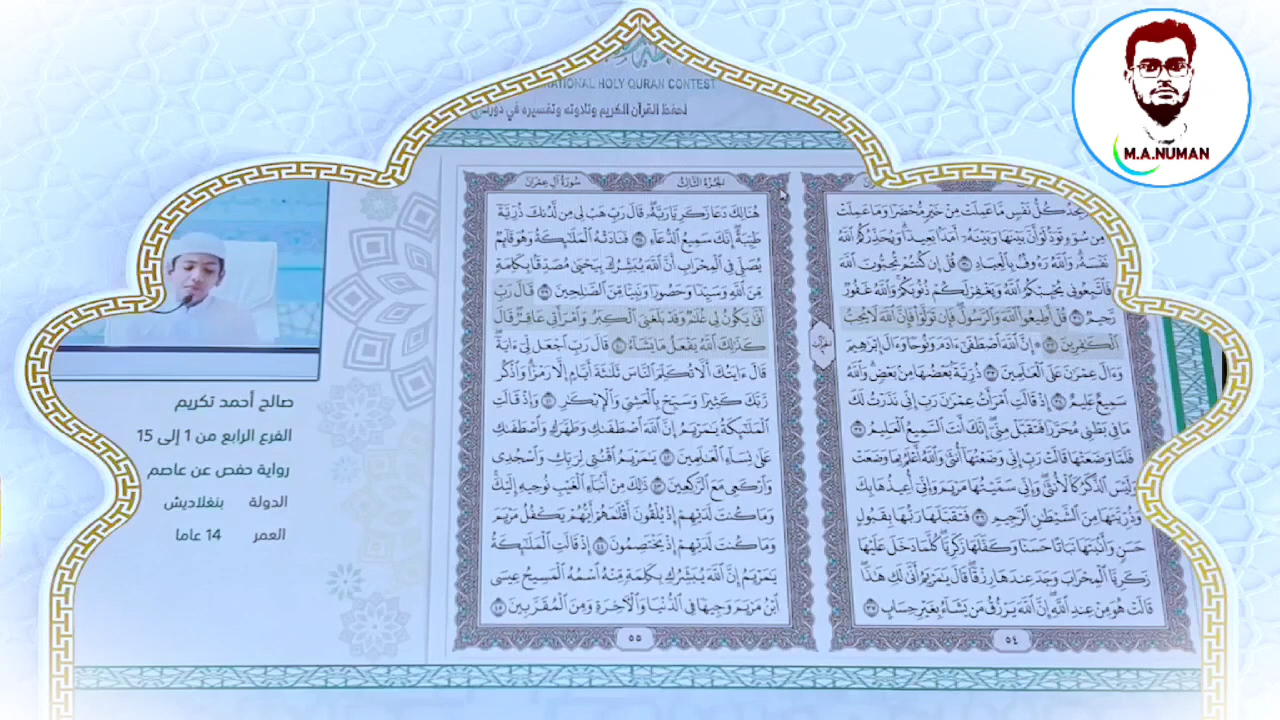 NATIONAL HOLY QURAN CONTEST
لحفظ القرآن الكريم وتلاوته وتفسيره في دورته
M.A.NUMAN
تَجِدُ كُلُّ نَفْسٍ مَّا عَمِلَتْ مِنْ خَيْرٍ مُّحْضَرًا وَمَا عَمِلَتْ
مِن سُوٓءٍ تَوَدُّ لَوْ أَنَّ بَيْنَهَا وَبَيْنَهُۥٓ أَمَدًۢا بَعِيدًا ۗ وَيُحَذِّرُكُمُ ٱللَّهُ
نَفْسَهُۥ ۗ وَٱللَّهُ رَءُوفٌۢ بِٱلْعِبَادِ ٣٠ قُلْ إِن كُنتُمْ تُحِبُّونَ ٱللَّهَ
فَٱتَّبِعُونِى يُحْبِبْكُمُ ٱللَّهُ وَيَغْفِرْ لَكُمْ ذُنُوبَكُمْ ۗ وَٱللَّهُ غَفُورٌ
رَّحِيمٌ ٣١ قُلْ أَطِيعُوا۟ ٱللَّهَ وَٱلرَّسُولَ ۖ فَإِن تَوَلَّوْا۟ فَإِنَّ ٱللَّهَ لَا يُحِبُّ
ٱلْكَـٰفِرِينَ ٣٢ ۞ إِنَّ ٱللَّهَ ٱصْطَفَىٰٓ ءَادَمَ وَنُوحًا وَءَالَ إِبْرَٰهِيمَ
وَءَالَ عِمْرَٰنَ عَلَى ٱلْعَـٰلَمِينَ ٣٣ ذُرِّيَّةًۢ بَعْضُهَا مِنۢ بَعْضٍ ۗ وَٱللَّهُ
سَمِيعٌ عَلِيمٌ ٣٤ إِذْ قَالَتِ ٱمْرَأَتُ عِمْرَٰنَ رَبِّ إِنِّى نَذَرْتُ لَكَ
مَا فِى بَطْنِى مُحَرَّرًا فَتَقَبَّلْ مِنِّىٓ ۖ إِنَّكَ أَنتَ ٱلسَّمِيعُ ٱلْعَلِيمُ ٣٥
فَلَمَّا وَضَعَتْهَا قَالَتْ رَبِّ إِنِّى وَضَعْتُهَآ أُنثَىٰ وَٱللَّهُ أَعْلَمُ بِمَا وَضَعَتْ
وَلَيْسَ ٱلذَّكَرُ كَٱلْأُنثَىٰ ۖ وَإِنِّى سَمَّيْتُهَا مَرْيَمَ وَإِنِّىٓ أُعِيذُهَا بِكَ
وَذُرِّيَّتَهَا مِنَ ٱلشَّيْطَـٰنِ ٱلرَّجِيمِ ٣٦ فَتَقَبَّلَهَا رَبُّهَا بِقَبُولٍ
حَسَنٍ وَأَنۢبَتَهَا نَبَاتًا حَسَنًا وَكَفَّلَهَا زَكَرِيَّا ۖ كُلَّمَا دَخَلَ عَلَيْهَا
زَكَرِيَّا ٱلْمِحْرَابَ وَجَدَ عِندَهَا رِزْقًا ۖ قَالَ يَـٰمَرْيَمُ أَنَّىٰ لَكِ هَـٰذَا ۖ
قَالَتْ هُوَ مِنْ عِندِ ٱللَّهِ ۖ إِنَّ ٱللَّهَ يَرْزُقُ مَن يَشَآءُ بِغَيْرِ حِسَابٍ ٣٧
٥٤
الجُزْءُ الثَّالِثُ
سُورَةُ آلِ عِمْرَانَ
هُنَالِكَ دَعَا زَكَرِيَّا رَبَّهُۥ ۖ قَالَ رَبِّ هَبْ لِى مِن لَّدُنكَ ذُرِّيَّةً
طَيِّبَةً ۖ إِنَّكَ سَمِيعُ ٱلدُّعَآءِ ٣٨ فَنَادَتْهُ ٱلْمَلَـٰٓئِكَةُ وَهُوَ قَآئِمٌ
يُصَلِّى فِى ٱلْمِحْرَابِ أَنَّ ٱللَّهَ يُبَشِّرُكَ بِيَحْيَىٰ مُصَدِّقًۢا بِكَلِمَةٍ
مِّنَ ٱللَّهِ وَسَيِّدًا وَحَصُورًا وَنَبِيًّا مِّنَ ٱلصَّـٰلِحِينَ ٣٩ قَالَ رَبِّ
أَنَّىٰ يَكُونُ لِى غُلَـٰمٌ وَقَدْ بَلَغَنِىَ ٱلْكِبَرُ وَٱمْرَأَتِى عَاقِرٌ ۖ قَالَ
كَذَٰلِكَ ٱللَّهُ يَفْعَلُ مَا يَشَآءُ ٤٠ قَالَ رَبِّ ٱجْعَل لِّىٓ ءَايَةً ۖ
قَالَ ءَايَتُكَ أَلَّا تُكَلِّمَ ٱلنَّاسَ ثَلَـٰثَةَ أَيَّامٍ إِلَّا رَمْزًا ۗ وَٱذْكُر
رَّبَّكَ كَثِيرًا وَسَبِّحْ بِٱلْعَشِىِّ وَٱلْإِبْكَـٰرِ ٤١ وَإِذْ قَالَتِ
ٱلْمَلَـٰٓئِكَةُ يَـٰمَرْيَمُ إِنَّ ٱللَّهَ ٱصْطَفَىٰكِ وَطَهَّرَكِ وَٱصْطَفَىٰكِ
عَلَىٰ نِسَآءِ ٱلْعَـٰلَمِينَ ٤٢ يَـٰمَرْيَمُ ٱقْنُتِى لِرَبِّكِ وَٱسْجُدِى
وَٱرْكَعِى مَعَ ٱلرَّٰكِعِينَ ٤٣ ذَٰلِكَ مِنْ أَنۢبَآءِ ٱلْغَيْبِ نُوحِيهِ إِلَيْكَ ۚ
وَمَا كُنتَ لَدَيْهِمْ إِذْ يُلْقُونَ أَقْلَـٰمَهُمْ أَيُّهُمْ يَكْفُلُ مَرْيَمَ
وَمَا كُنتَ لَدَيْهِمْ إِذْ يَخْتَصِمُونَ ٤٤ إِذْ قَالَتِ ٱلْمَلَـٰٓئِكَةُ
يَـٰمَرْيَمُ إِنَّ ٱللَّهَ يُبَشِّرُكِ بِكَلِمَةٍ مِّنْهُ ٱسْمُهُ ٱلْمَسِيحُ عِيسَى
ٱبْنُ مَرْيَمَ وَجِيهًا فِى ٱلدُّنْيَا وَٱلْـَٔاخِرَةِ وَمِنَ ٱلْمُقَرَّبِينَ ٤٥
٥٥
صالح أحمد تكريم
الفرع الرابع من 1 إلى 15
رواية حفص عن عاصم
الدولة بنغلاديش
العمر 14 عاما